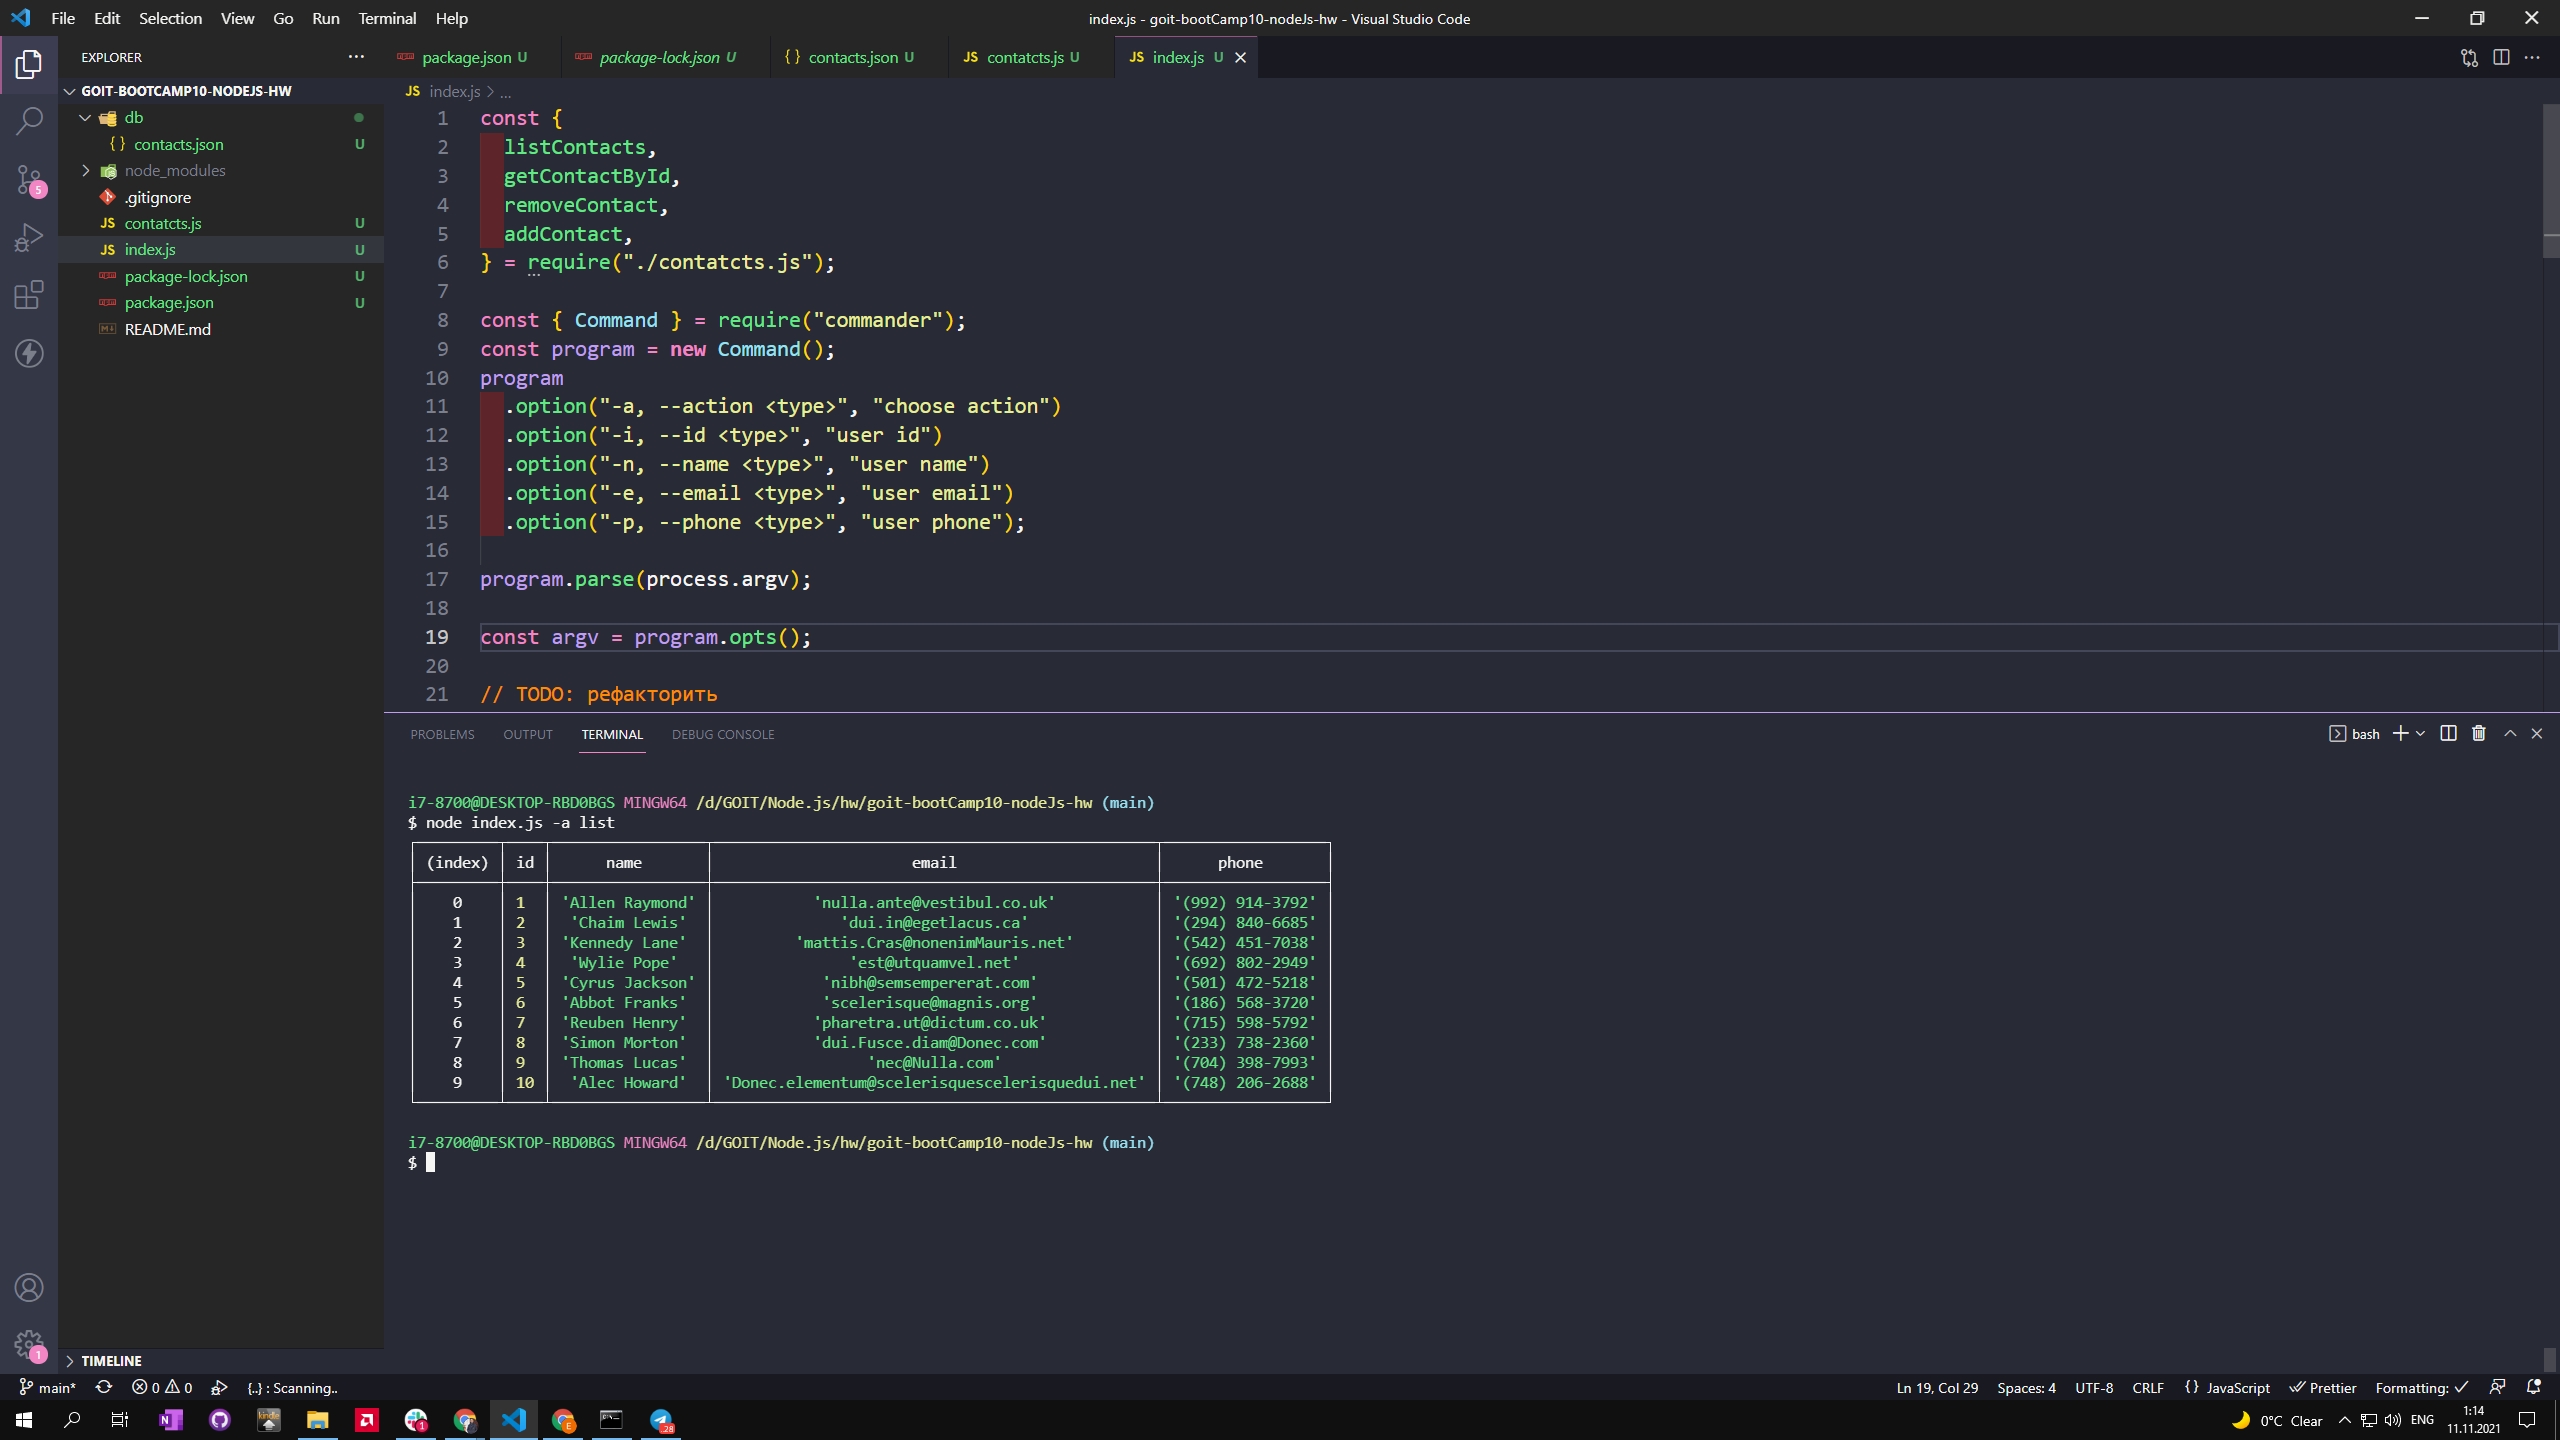 File Edit Selection View Go Run Terminal Help
index.js - goit-bootCamp10-nodeJs-hw - Visual Studio Code
EXPLORER
package.json U
package-lock.json U
{ } contacts.json U
JS contatcts.js U
JS index.js U
GOIT-BOOTCAMP10-NODEJS-HW
db
{ } contacts.json U
node_modules
.gitignore
JS contatcts.js U
JS index.js U
package-lock.json U
package.json U
README.md
5
1
TIMELINE
JS index.js > ...
1 const {
2 listContacts,
3 getContactById,
4 removeContact,
5 addContact,
6 } = require("./contatcts.js");
7
8 const { Command } = require("commander");
9 const program = new Command();
10 program
11 .option("-a, --action <type>", "choose action")
12 .option("-i, --id <type>", "user id")
13 .option("-n, --name <type>", "user name")
14 .option("-e, --email <type>", "user email")
15 .option("-p, --phone <type>", "user phone");
16
17 program.parse(process.argv);
18
19 const argv = program.opts();
20
21 // TODO: рефакторить
PROBLEMS OUTPUT TERMINAL DEBUG CONSOLE
bash
i7-8700@DESKTOP-RBD0BGS MINGW64 /d/GOIT/Node.js/hw/goit-bootCamp10-nodeJs-hw (main)
$ node index.js -a list
(index) id name email phone
0 1 'Allen Raymond' 'nulla.ante@vestibul.co.uk' '(992) 914-3792'
1 2 'Chaim Lewis' 'dui.in@egetlacus.ca' '(294) 840-6685'
2 3 'Kennedy Lane' 'mattis.Cras@nonenimMauris.net' '(542) 451-7038'
3 4 'Wylie Pope' 'est@utquamvel.net' '(692) 802-2949'
4 5 'Cyrus Jackson' 'nibh@semsempererat.com' '(501) 472-5218'
5 6 'Abbot Franks' 'scelerisque@magnis.org' '(186) 568-3720'
6 7 'Reuben Henry' 'pharetra.ut@dictum.co.uk' '(715) 598-5792'
7 8 'Simon Morton' 'dui.Fusce.diam@Donec.com' '(233) 738-2360'
8 9 'Thomas Lucas' 'nec@Nulla.com' '(704) 398-7993'
9 10 'Alec Howard' 'Donec.elementum@scelerisquescelerisquedui.net' '(748) 206-2688'
i7-8700@DESKTOP-RBD0BGS MINGW64 /d/GOIT/Node.js/hw/goit-bootCamp10-nodeJs-hw (main)
$
main* 0 0 {..} : Scanning..
Ln 19, Col 29 Spaces: 4 UTF-8 CRLF { } JavaScript Prettier Formatting:
kindle
1
E
28
0°C Clear ENG
1:14
11.11.2021